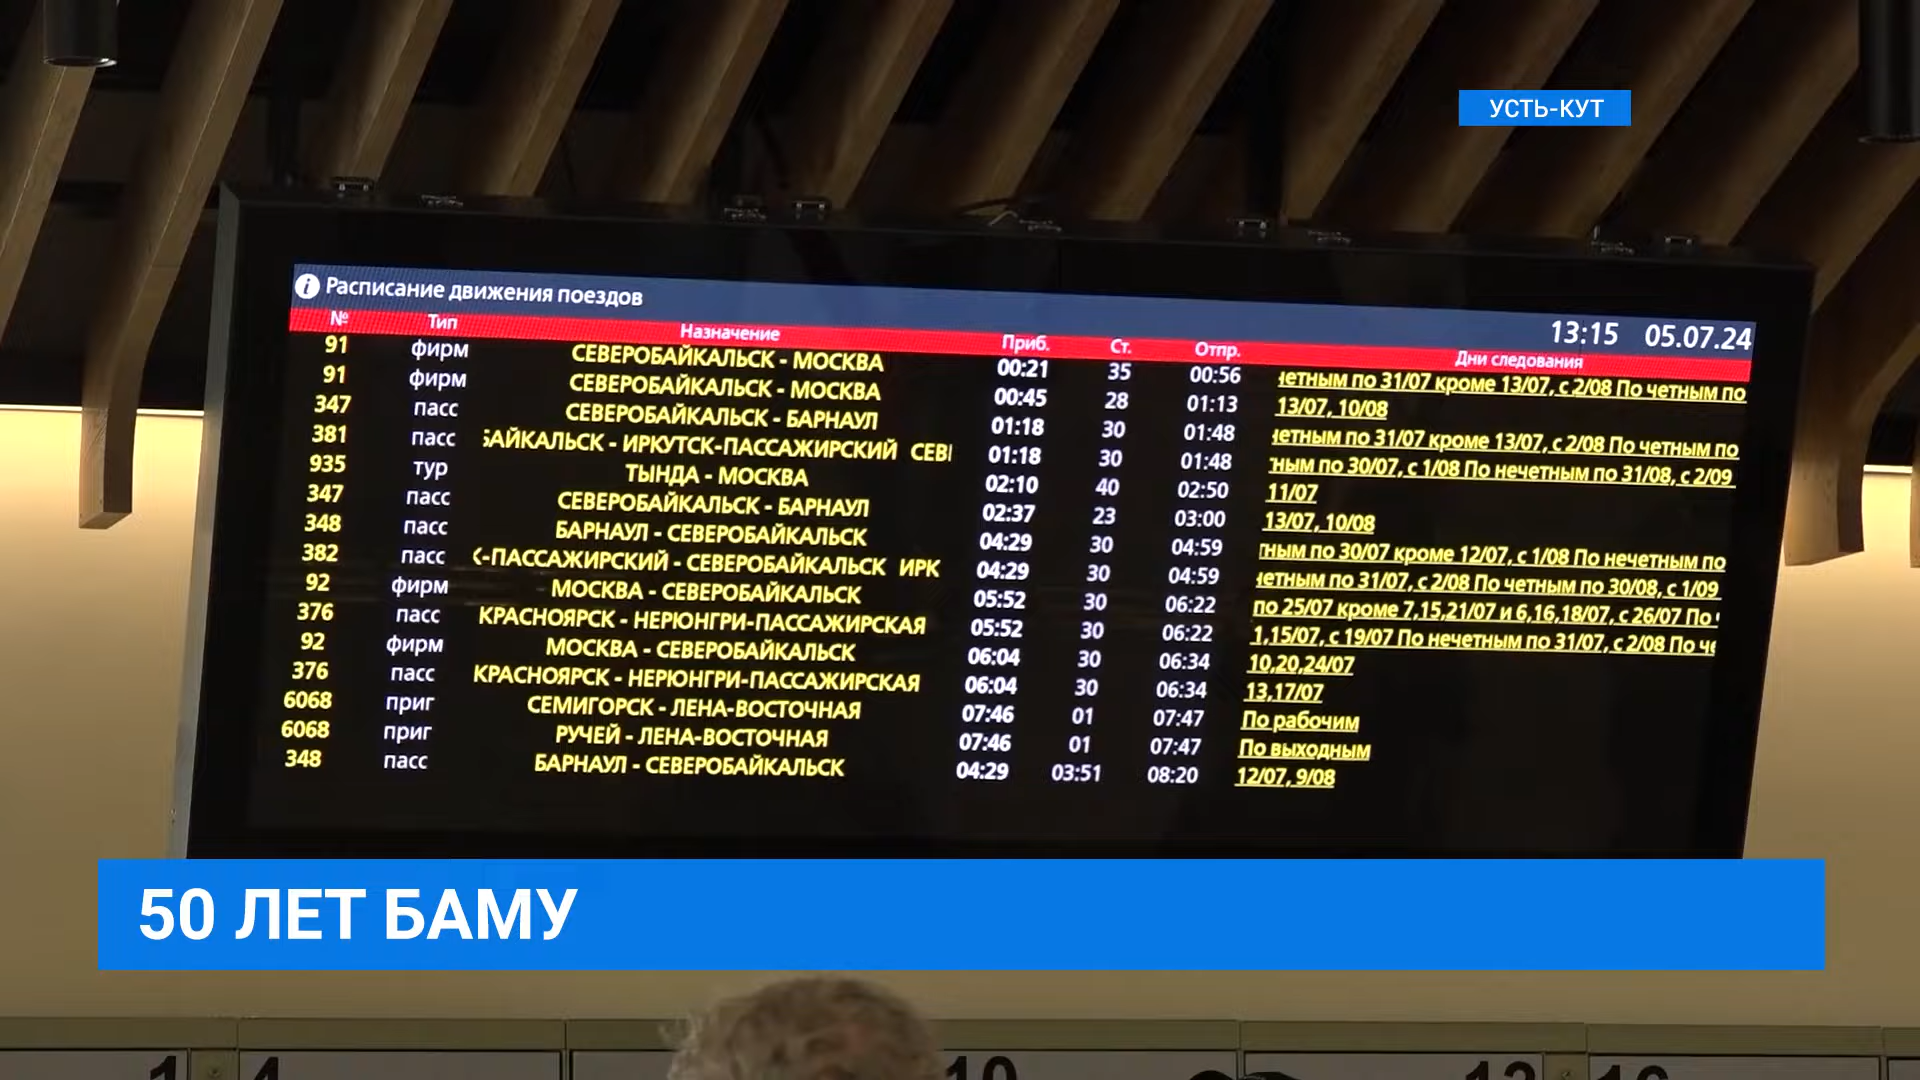 УСТЬ-КУТ
Расписание движения поездов
13:15 05.07.24
№ Тип Назначение Приб. Ст. Отпр. Дни следования
91 фирм СЕВЕРОБАЙКАЛЬСК - МОСКВА 00:21 35 00:56 четным по 31/07 кроме 13/07, с 2/08 По четным по
91 фирм СЕВЕРОБАЙКАЛЬСК - МОСКВА 00:45 28 01:13 13/07, 10/08
347 пасс СЕВЕРОБАЙКАЛЬСК - БАРНАУЛ 01:18 30 01:48 четным по 31/07 кроме 13/07, с 2/08 По четным по
381 пасс БАЙКАЛЬСК - ИРКУТСК-ПАССАЖИРСКИЙ СЕВ 01:18 30 01:48 ным по 30/07, с 1/08 По нечетным по 31/08, с 2/09
935 тур ТЫНДА - МОСКВА 02:10 40 02:50 11/07
347 пасс СЕВЕРОБАЙКАЛЬСК - БАРНАУЛ 02:37 23 03:00 13/07, 10/08
348 пасс БАРНАУЛ - СЕВЕРОБАЙКАЛЬСК 04:29 30 04:59 ным по 30/07 кроме 12/07, с 1/08 По нечетным по
382 пасс К-ПАССАЖИРСКИЙ - СЕВЕРОБАЙКАЛЬСК ИРК 04:29 30 04:59 четным по 31/07, с 2/08 По четным по 30/08, с 1/09
92 фирм МОСКВА - СЕВЕРОБАЙКАЛЬСК 05:52 30 06:22 по 25/07 кроме 7,15,21/07 и 6,16,18/07, с 26/07 По
376 пасс КРАСНОЯРСК - НЕРЮНГРИ-ПАССАЖИРСКАЯ 05:52 30 06:22 1,15/07, с 19/07 По нечетным по 31/07, с 2/08 По че
92 фирм МОСКВА - СЕВЕРОБАЙКАЛЬСК 06:04 30 06:34 10,20,24/07
376 пасс КРАСНОЯРСК - НЕРЮНГРИ-ПАССАЖИРСКАЯ 06:04 30 06:34 13,17/07
6068 приг СЕМИГОРСК - ЛЕНА-ВОСТОЧНАЯ 07:46 01 07:47 По рабочим
6068 приг РУЧЕЙ - ЛЕНА-ВОСТОЧНАЯ 07:46 01 07:47 По выходным
348 пасс БАРНАУЛ - СЕВЕРОБАЙКАЛЬСК 04:29 03:51 08:20 12/07, 9/08
50 ЛЕТ БАМУ
1 4 10